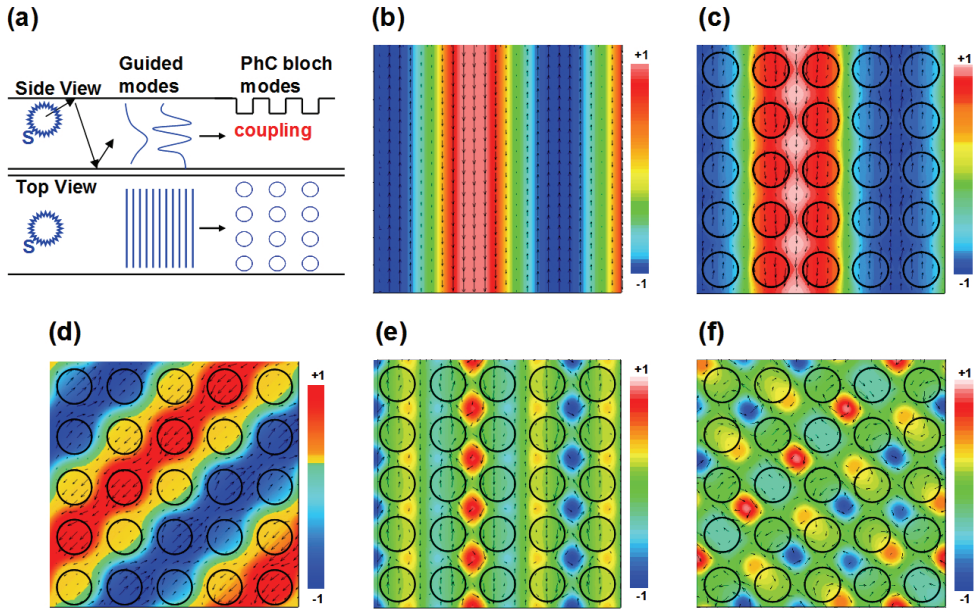 (a)
Guided modes
PhC bloch modes
Side View
S
coupling
Top View
S
(b)
+1
-1
(c)
+1
-1
(d)
+1
-1
(e)
+1
-1
(f)
+1
-1